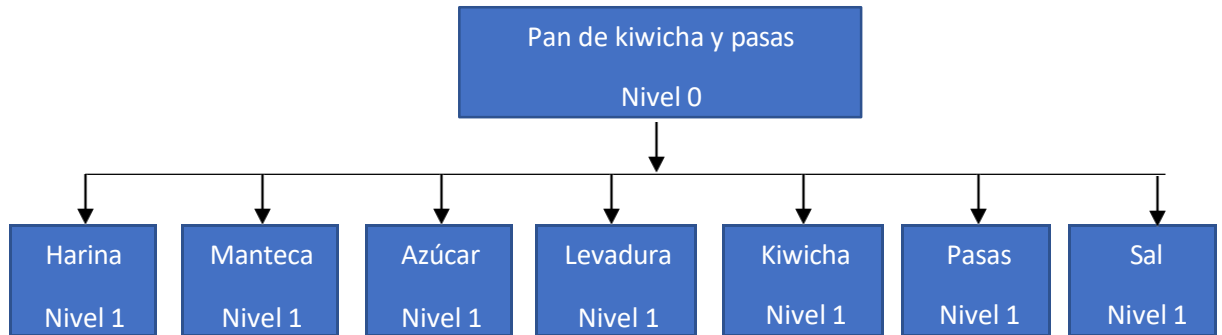 Pan de kiwicha y pasas
Nivel 0
Harina
Nivel 1
Manteca
Nivel 1
Azúcar
Nivel 1
Levadura
Nivel 1
Kiwicha
Nivel 1
Pasas
Nivel 1
Sal
Nivel 1